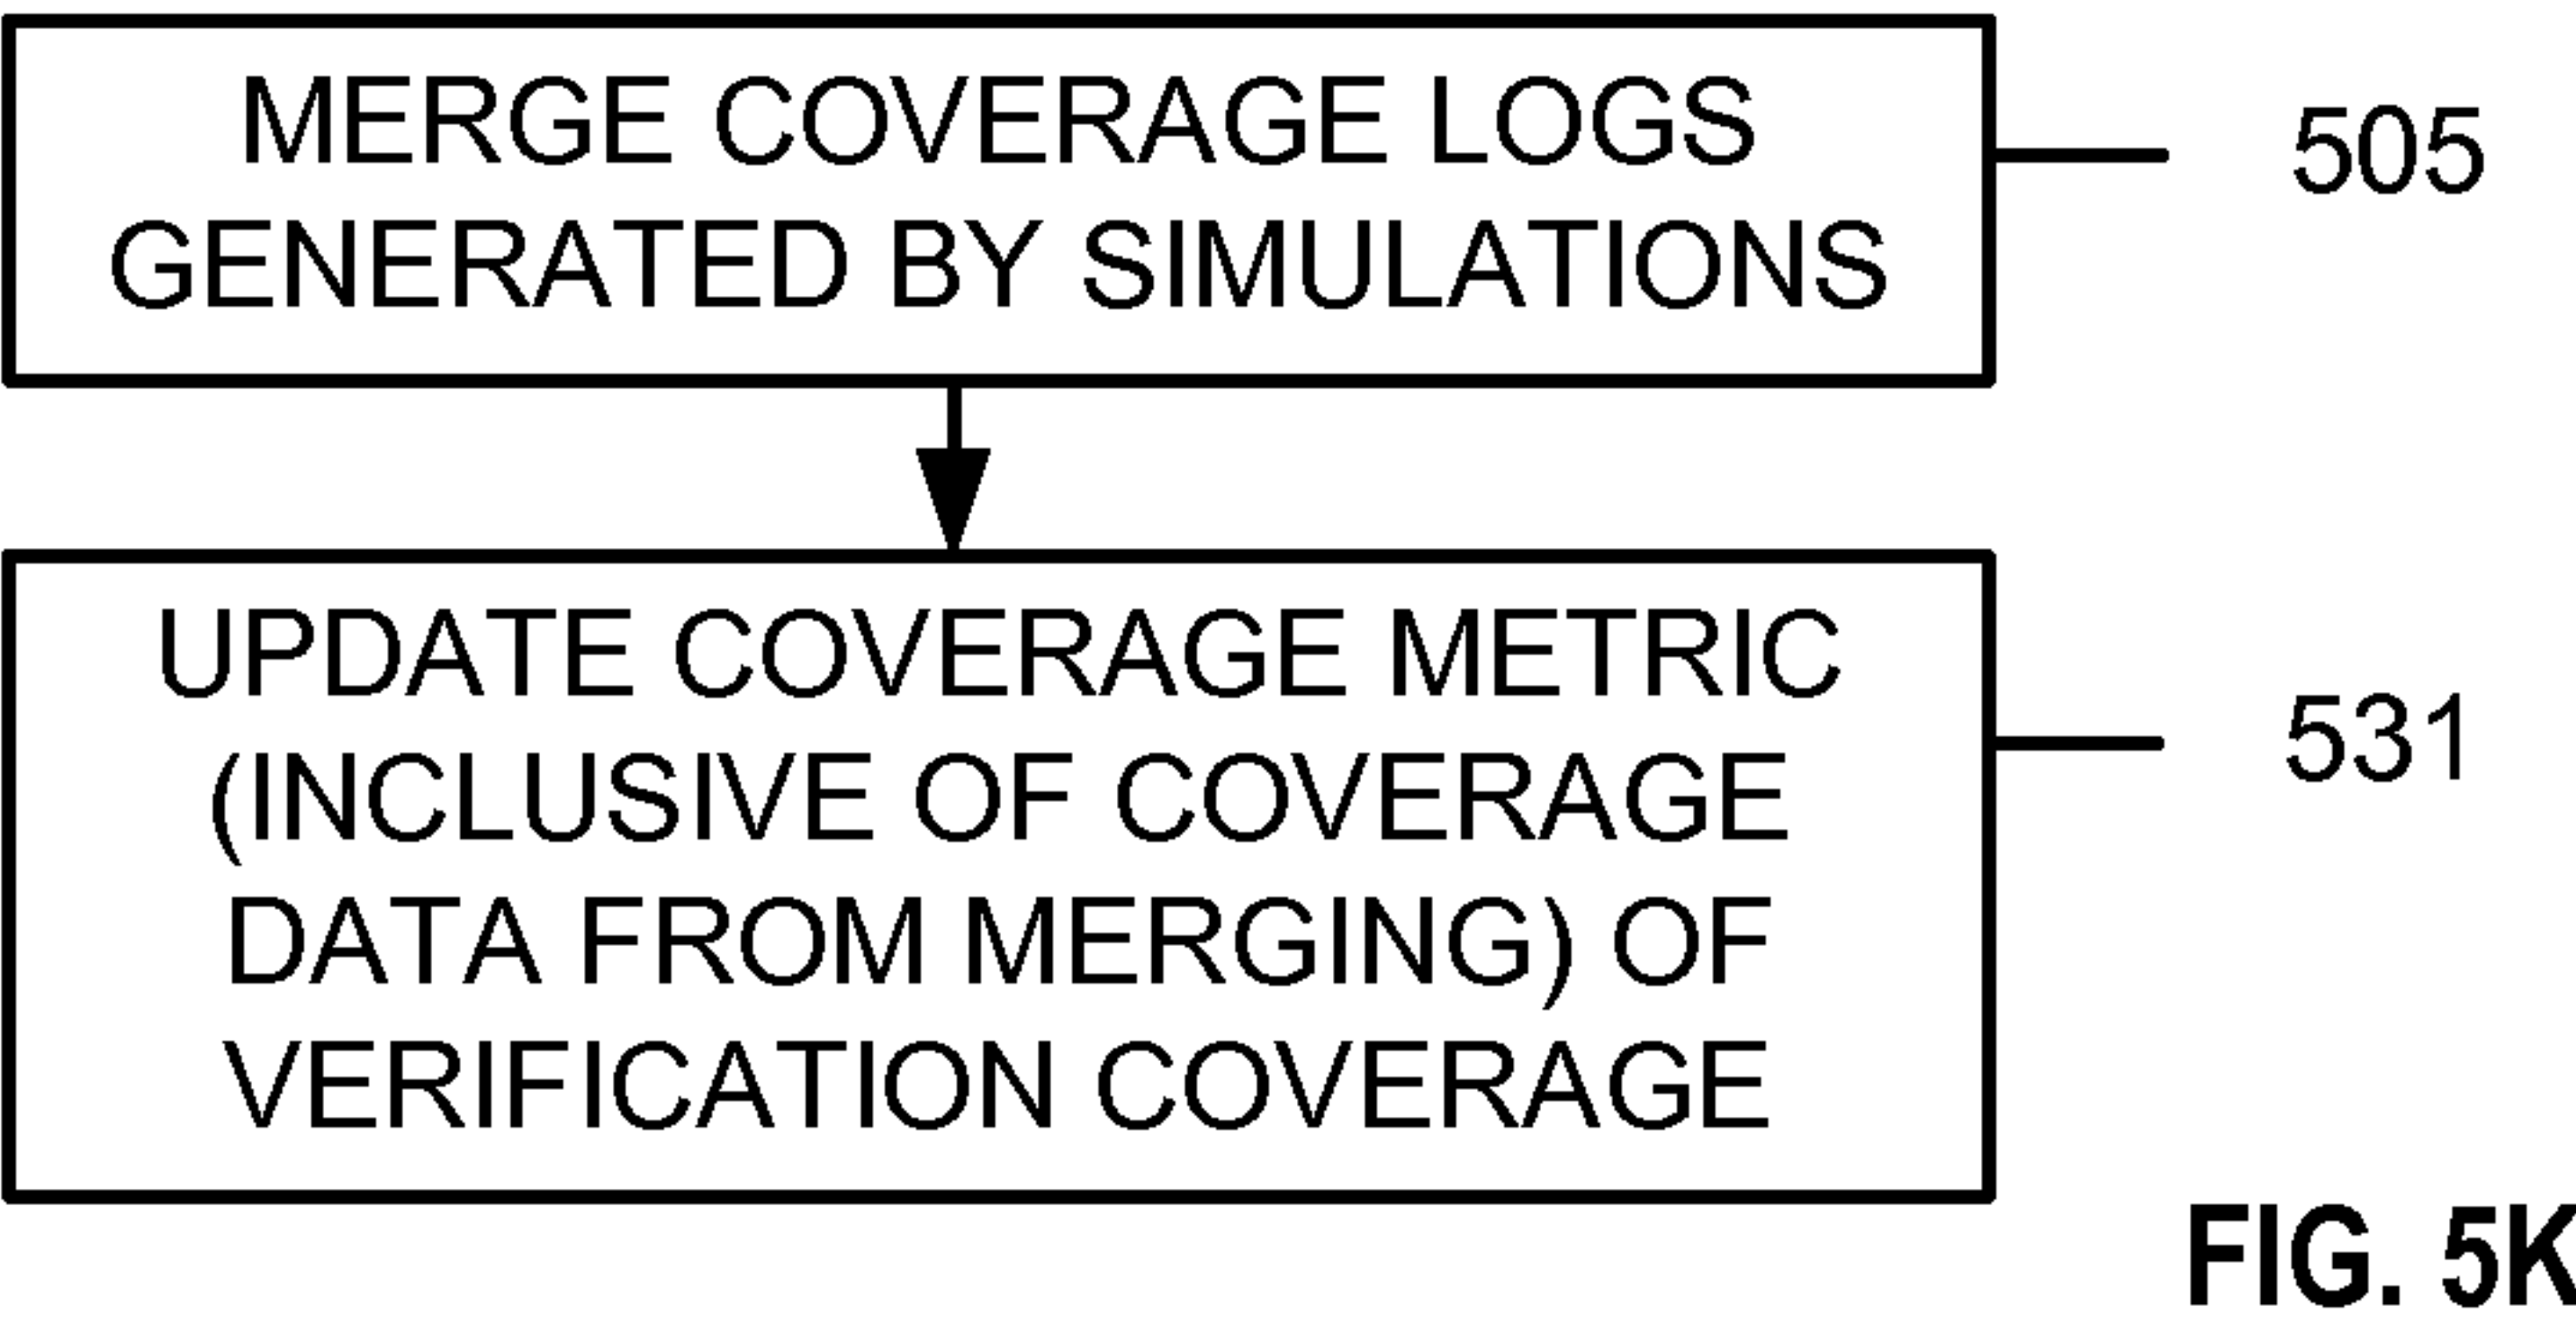 MERGE COVERAGE LOGS
GENERATED BY SIMULATIONS
505
UPDATE COVERAGE METRIC
(INCLUSIVE OF COVERAGE
DATA FROM MERGING) OF
VERIFICATION COVERAGE
531
FIG. 5K